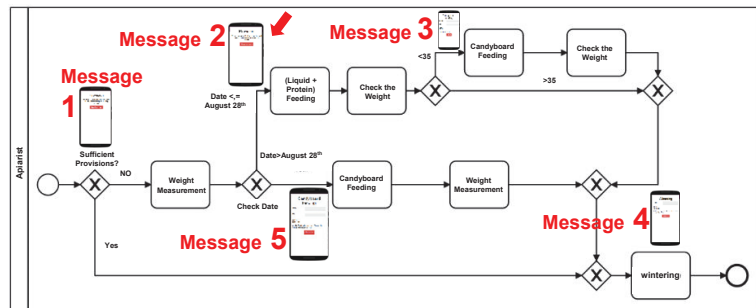 Message 2
Message 3
Message
1
<35
Candyboard
Feeding
Check the
Weight
Date <,=
August 28th
(Liquid +
Protein)
Feeding
Check the
Weight
>35
Sufficient
Provisions?
Apiarist
NO
Weight
Measurement
Date>August 28th
Check Date
Candyboard
Feeding
Weight
Measurement
Message 5
Message 4
Yes
wintering